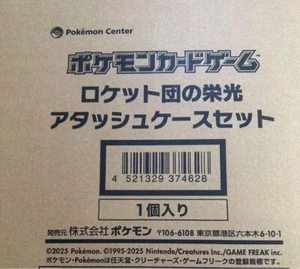 Pokémon Center
ポケモンカードゲーム
ロケット団の栄光
アタッシュケースセット
4 521329 374628
1個入り
発売元 株式会社 ポケモン 〒106-6108 東京都港区六本木6-10-1
©2025 Pokémon. ©1995-2025 Nintendo/Creatures Inc./GAME FREAK inc.
ポケモン・Pokémonは任天堂・クリーチャーズ・ゲームフリークの登録商標です。